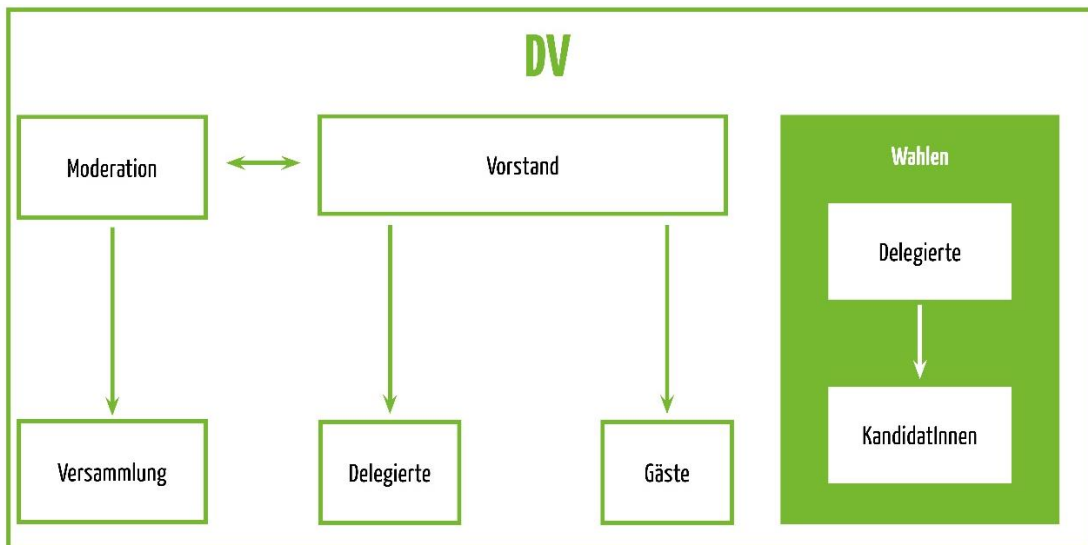 DV
Moderation
Vorstand
Wahlen
Delegierte
KandidatInnen
Versammlung
Delegierte
Gäste